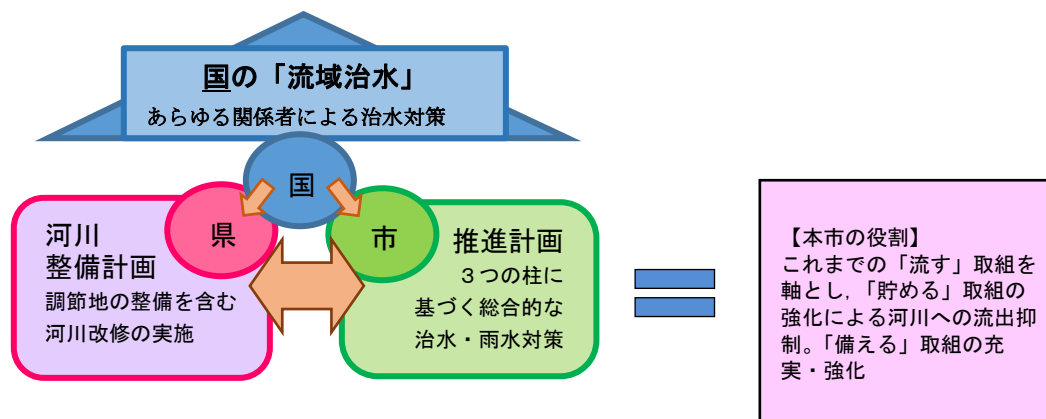 国の「流域治水」
あらゆる関係者による治水対策
国
県
市
河川
整備計画
調節地の整備を含む
河川改修の実施
推進計画
３つの柱に
基づく総合的な
治水・雨水対策
【本市の役割】
これまでの「流す」取組を
軸とし，「貯める」取組の
強化による河川への流出抑
制。「備える」取組の充
実・強化